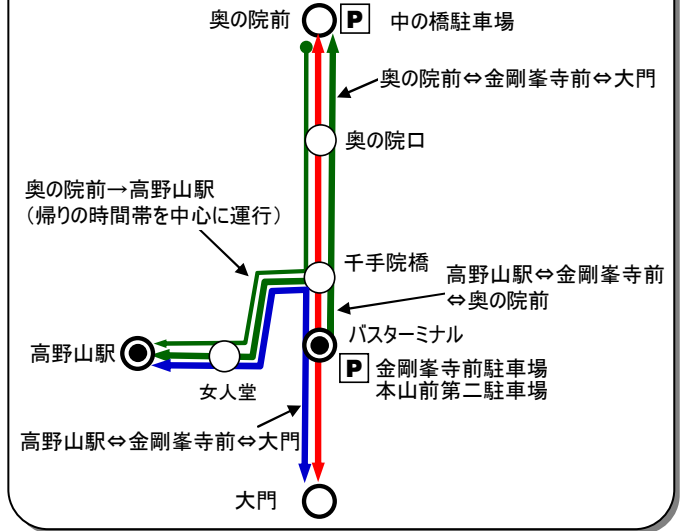 奥の院前
P 中の橋駐車場
奥の院前⇔金剛峯寺前⇔大門
奥の院口
奥の院前→高野山駅
（帰りの時間帯を中心に運行）
千手院橋
高野山駅⇔金剛峯寺前
⇔奥の院前
バスターミナル
高野山駅
P 金剛峯寺前駐車場
本山前第二駐車場
女人堂
高野山駅⇔金剛峯寺前⇔大門
大門